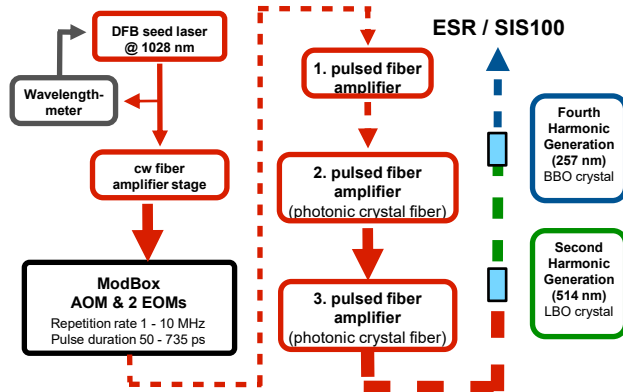 DFB seed laser
@ 1028 nm
Wavelength-
meter
cw fiber
amplifier stage
ModBox
AOM & 2 EOMs
Repetition rate 1 - 10 MHz
Pulse duration 50 - 735 ps
1. pulsed fiber
amplifier
2. pulsed fiber
amplifier
(photonic crystal fiber)
3. pulsed fiber
amplifier
(photonic crystal fiber)
ESR / SIS100
Fourth
Harmonic
Generation
(257 nm)
BBO crystal
Second
Harmonic
Generation
(514 nm)
LBO crystal